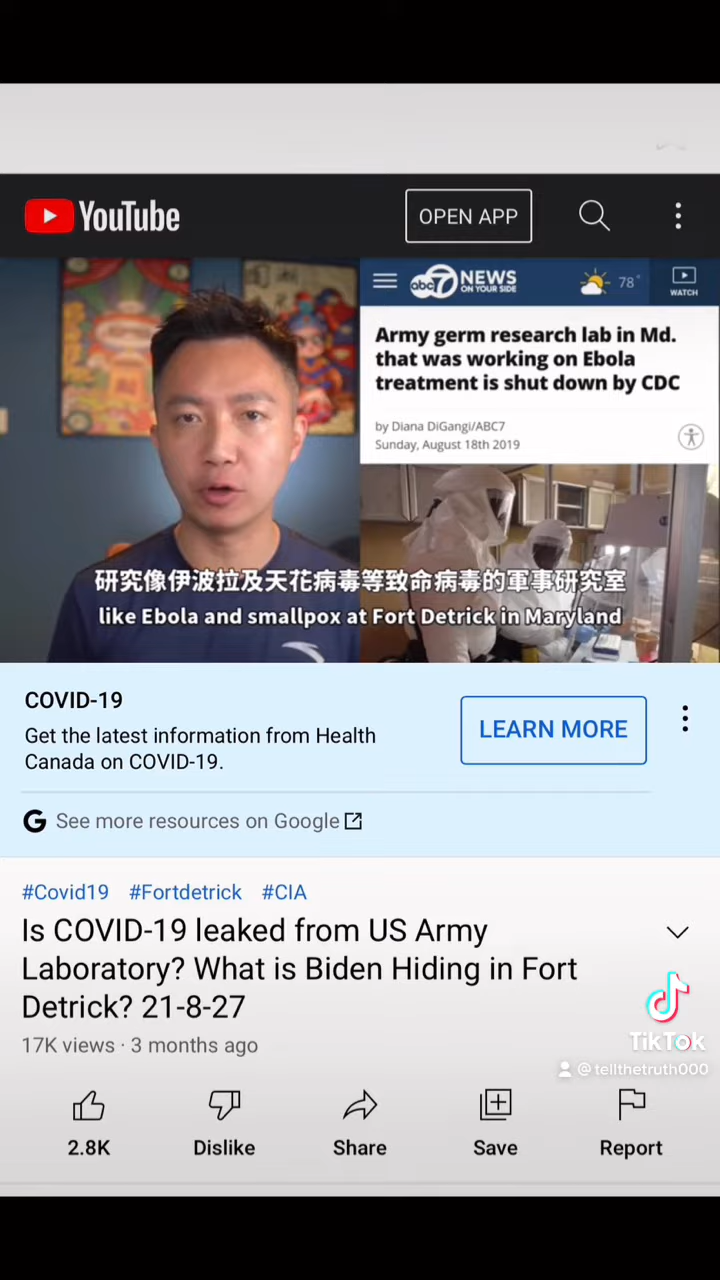 YouTube
OPEN APP
abc 7 NEWS
ON YOUR SIDE
78°
WATCH
Army germ research lab in Md.
that was working on Ebola
treatment is shut down by CDC
by Diana DiGangi/ABC7
Sunday, August 18th 2019
研究像伊波拉及天花病毒等致命病毒的軍事研究室
like Ebola and smallpox at Fort Detrick in Maryland
COVID-19
Get the latest information from Health
Canada on COVID-19.
LEARN MORE
G See more resources on Google
#Covid19 #Fortdetrick #CIA
Is COVID-19 leaked from US Army
Laboratory? What is Biden Hiding in Fort
Detrick? 21-8-27
17K views · 3 months ago
TikTok
@tellthetruth000
2.8K Dislike Share Save Report